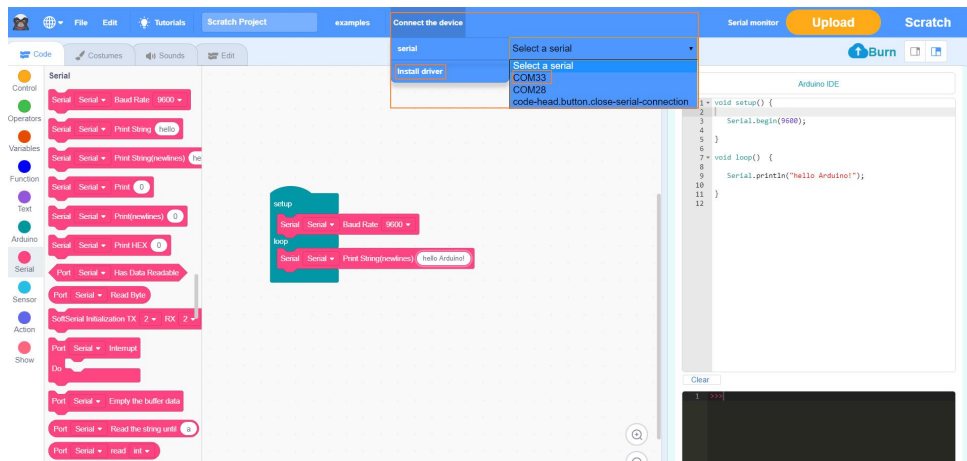 File Edit Tutorials Scratch Project examples Connect the device Serial monitor Upload Scratch
Code Costumes Sounds Edit
serial Select a serial
Burn
Install driver
Select a serial
COM33
COM28
code-head.button.close-serial-connection
Control
Operators
Variables
Function
Text
Arduino
Serial
Sensor
Action
Show
Serial
Serial Serial Baud Rate 9600
Serial Serial Print String hello
Serial Serial Print String(newlines) he
Serial Serial Print 0
Serial Serial Print(newlines) 0
Serial Serial Print HEX 0
Port Serial Has Data Readable
Port Serial Read Byte
SoftSerial Initialization TX 2 RX 2
Port Serial Interrupt
Do
Port Serial Empty the buffer data
Port Serial Read the string until a
Port Serial read int
setup
Serial Serial Baud Rate 9600
loop
Serial Serial Print String(newlines) hello Arduino!
Arduino IDE
1 void setup() {
2
3 Serial.begin(9600);
4
5 }
6
7 void loop() {
8
9 Serial.println("hello Arduino!");
10
11 }
12
Clear
1 >>>